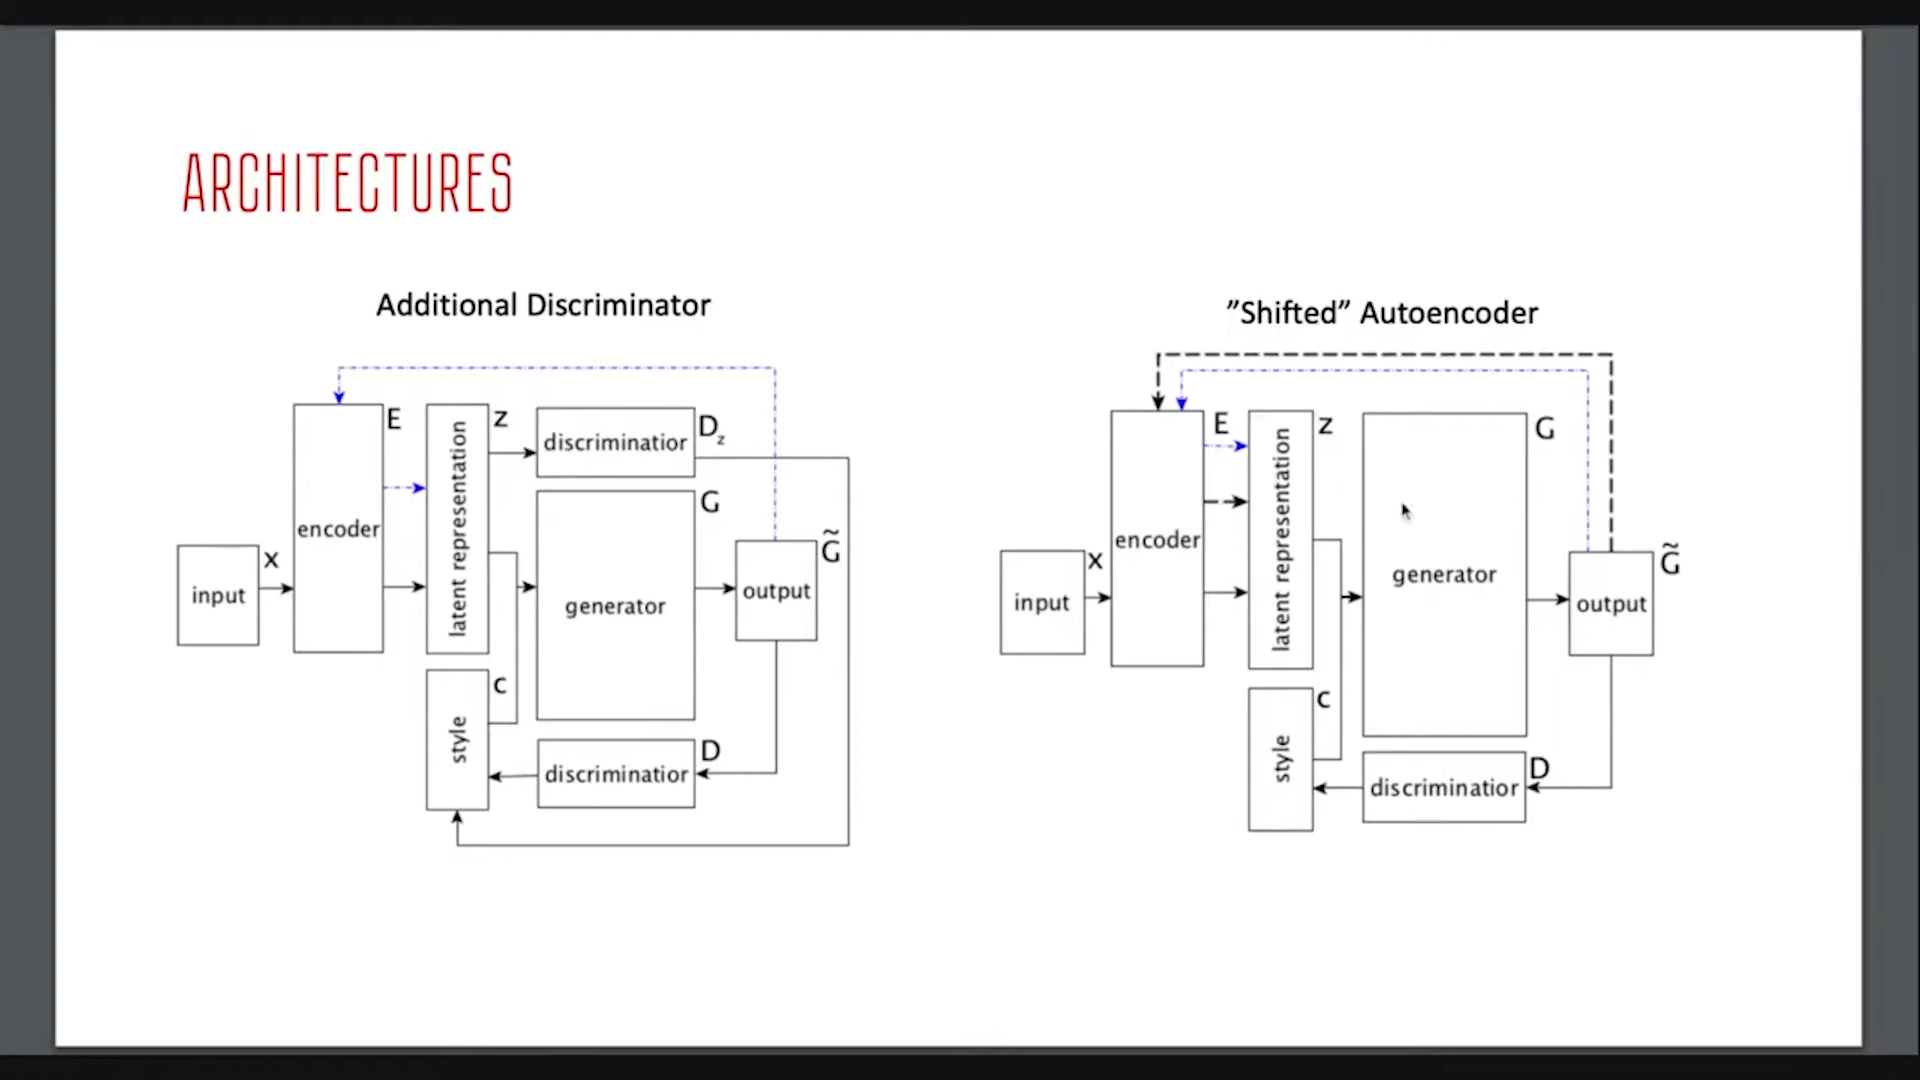 ARCHITECTURES
Additional Discriminator
E
z
discriminatior
D_z
latent representation
G
encoder
x
input
generator
G̃
output
c
style
D
discriminatior
”Shifted” Autoencoder
E
z
G
latent representation
encoder
x
input
generator
G̃
output
c
style
D
discriminatior